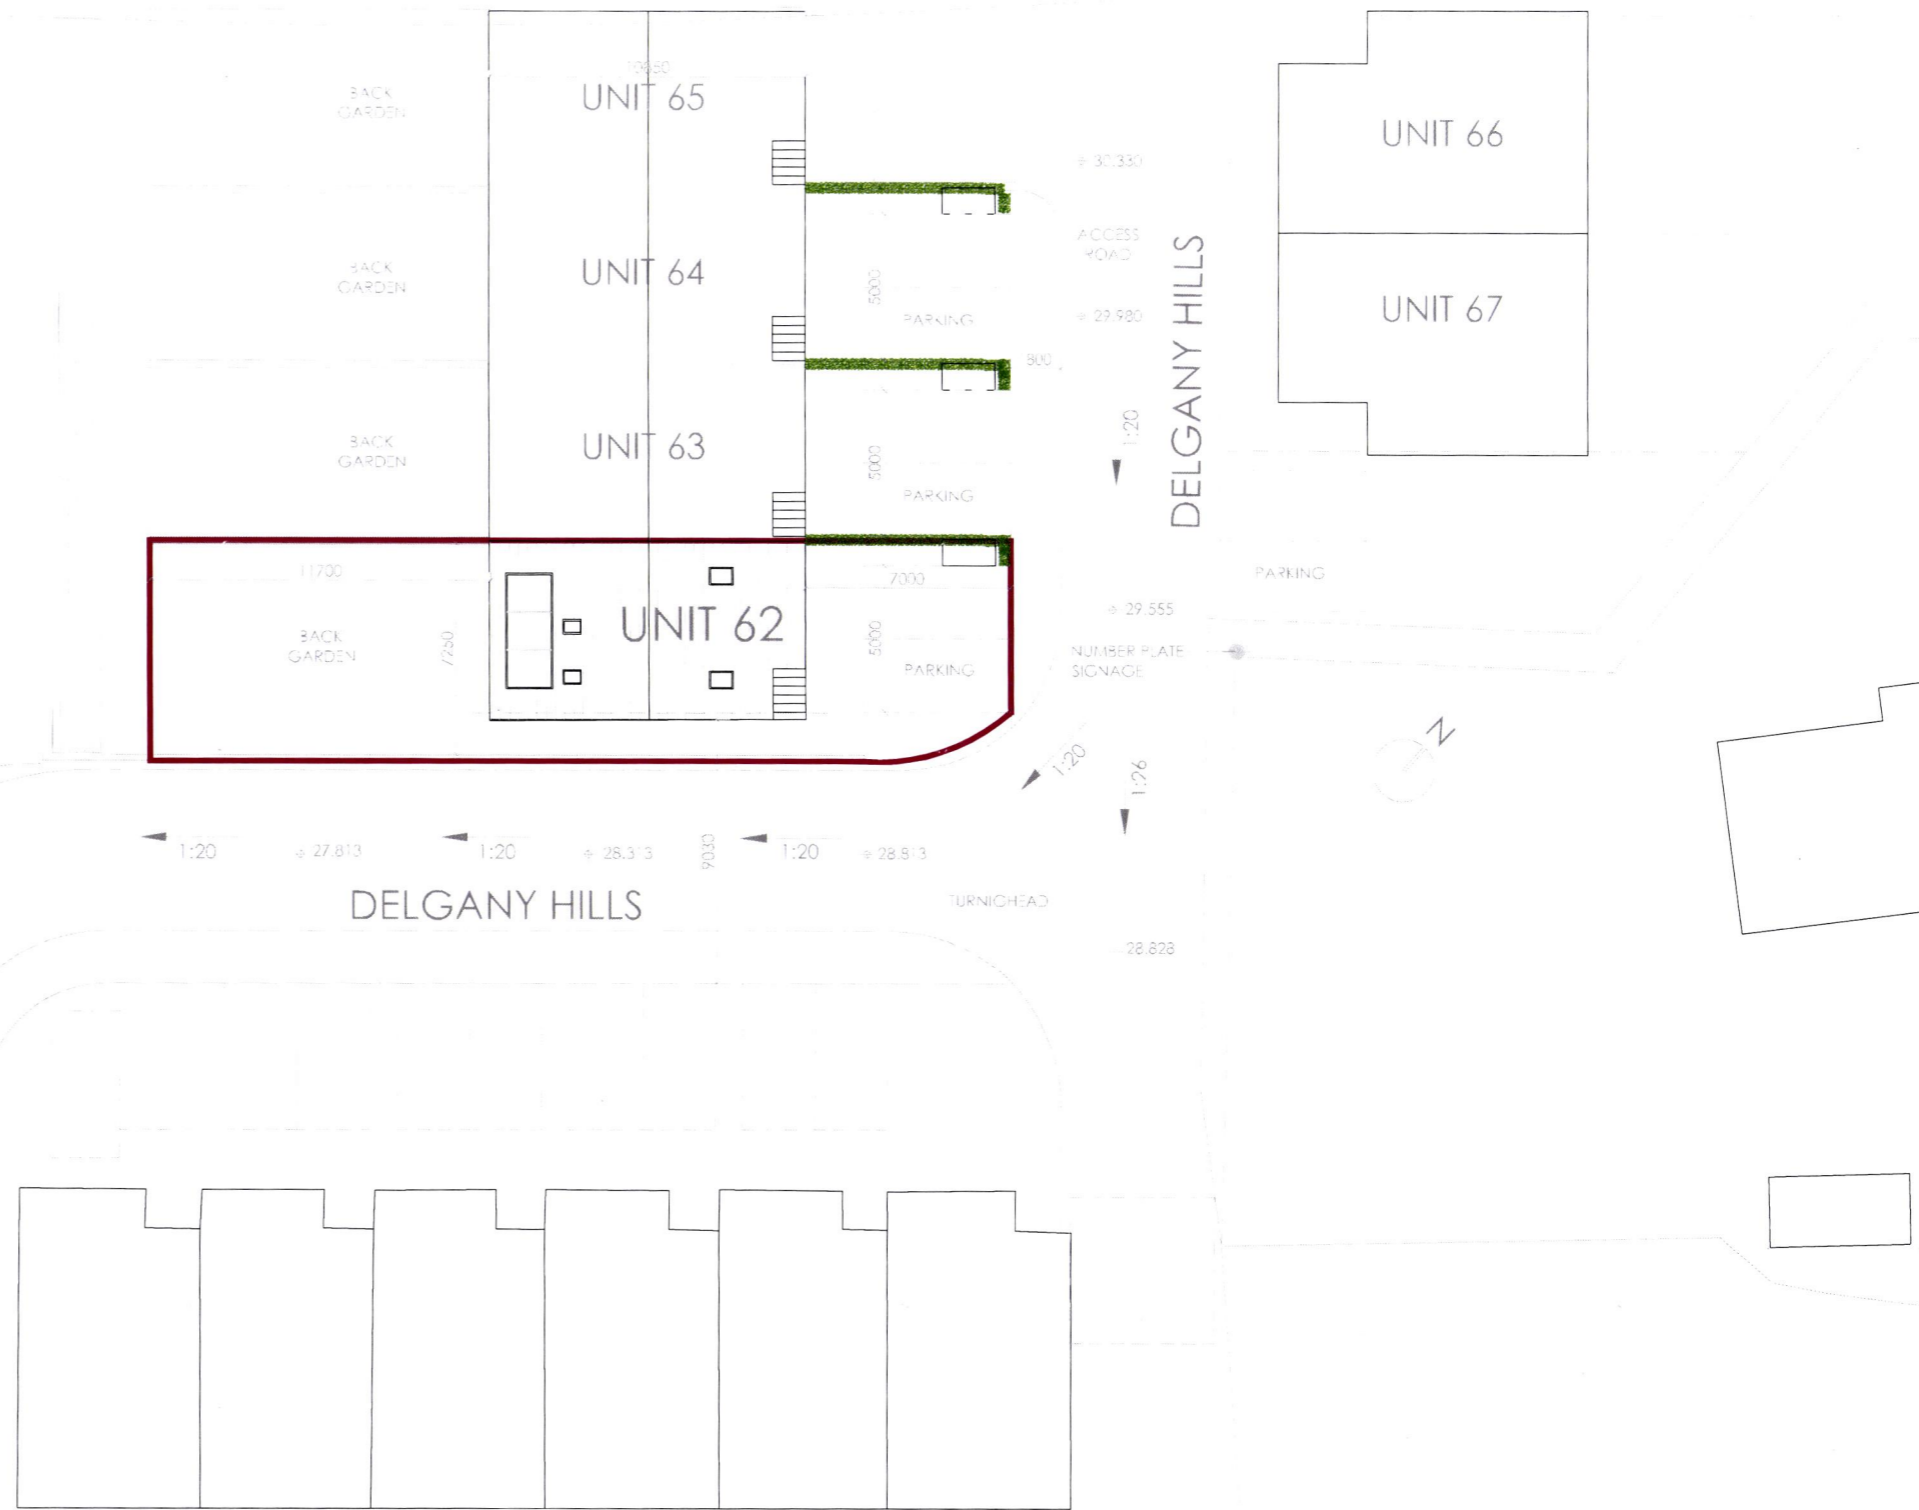 10850
UNIT 65
BACK
GARDEN
UNIT 66
30.330
ACCESS
ROAD
BACK
GARDEN
UNIT 64
5000
PARKING
29.980
DELGANY HILLS
UNIT 67
800
1:20
BACK
GARDEN
UNIT 63
5000
PARKING
11700
7000
PARKING
BACK
GARDEN
7250
UNIT 62
5000
PARKING
29.555
NUMBER PLATE
SIGNAGE
N
1:20
1:26
1:20
27.813
1:20
28.313
9030
1:20
28.813
DELGANY HILLS
TURNIGHEAD
28.828